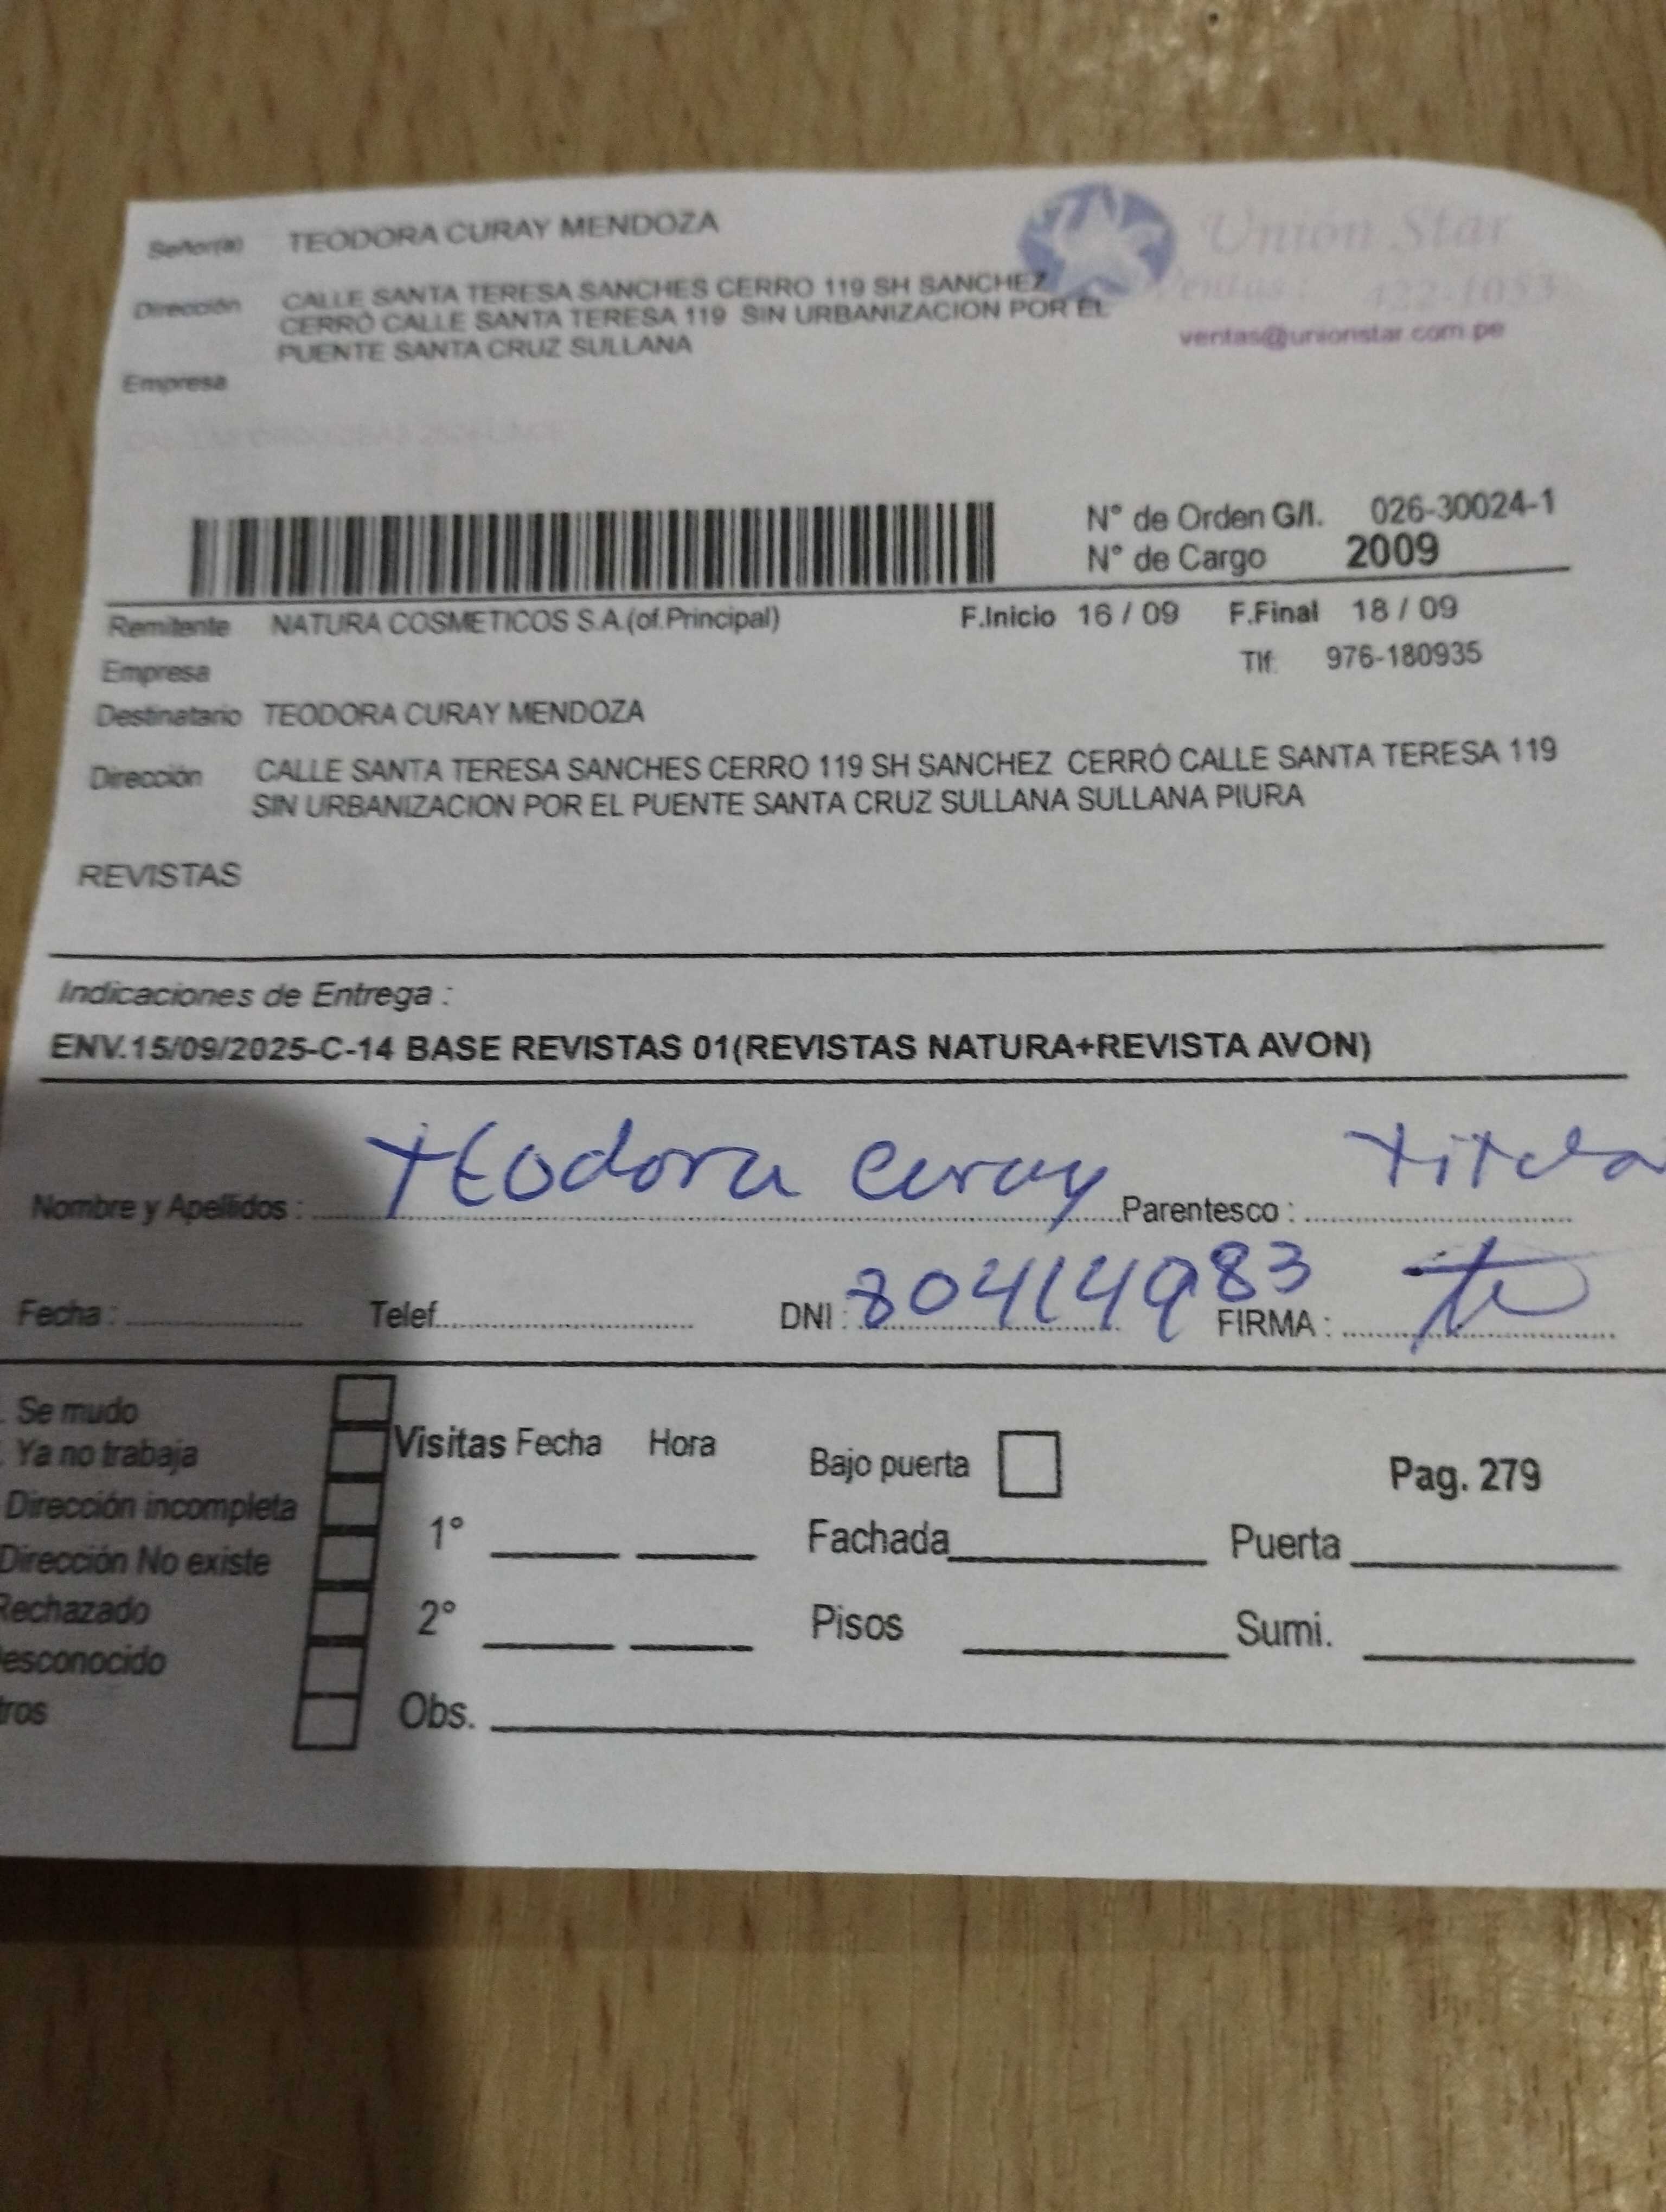 Señor(a) TEODORA CURAY MENDOZA
Unión Star
Dirección CALLE SANTA TERESA SANCHES CERRO 119 SH SANCHEZ
CERRÓ CALLE SANTA TERESA 119 SIN URBANIZACION POR EL
PUENTE SANTA CRUZ SULLANA
Ventas: 422-1053
ventas@unionstar.com.pe
Empresa
N° de Orden G/I. 026-30024-1
N° de Cargo 2009
Remitente NATURA COSMETICOS S.A.(of.Principal) F.Inicio 16 / 09 F.Final 18 / 09
Empresa Tlf: 976-180935
Destinatario TEODORA CURAY MENDOZA
Dirección CALLE SANTA TERESA SANCHES CERRO 119 SH SANCHEZ CERRÓ CALLE SANTA TERESA 119
SIN URBANIZACION POR EL PUENTE SANTA CRUZ SULLANA SULLANA PIURA
REVISTAS
Indicaciones de Entrega :
ENV.15/09/2025-C-14 BASE REVISTAS 01(REVISTAS NATURA+REVISTA AVON)
Nombre y Apellidos : Teodora Curay Parentesco :
Fecha : Telef. DNI : 80414983 FIRMA :
Se mudo
Ya no trabaja
Dirección incompleta
Dirección No existe
Rechazado
esconocido
tros
Visitas Fecha Hora
1°
2°
Obs.
Bajo puerta Pag. 279
Fachada Puerta
Pisos Sumi.